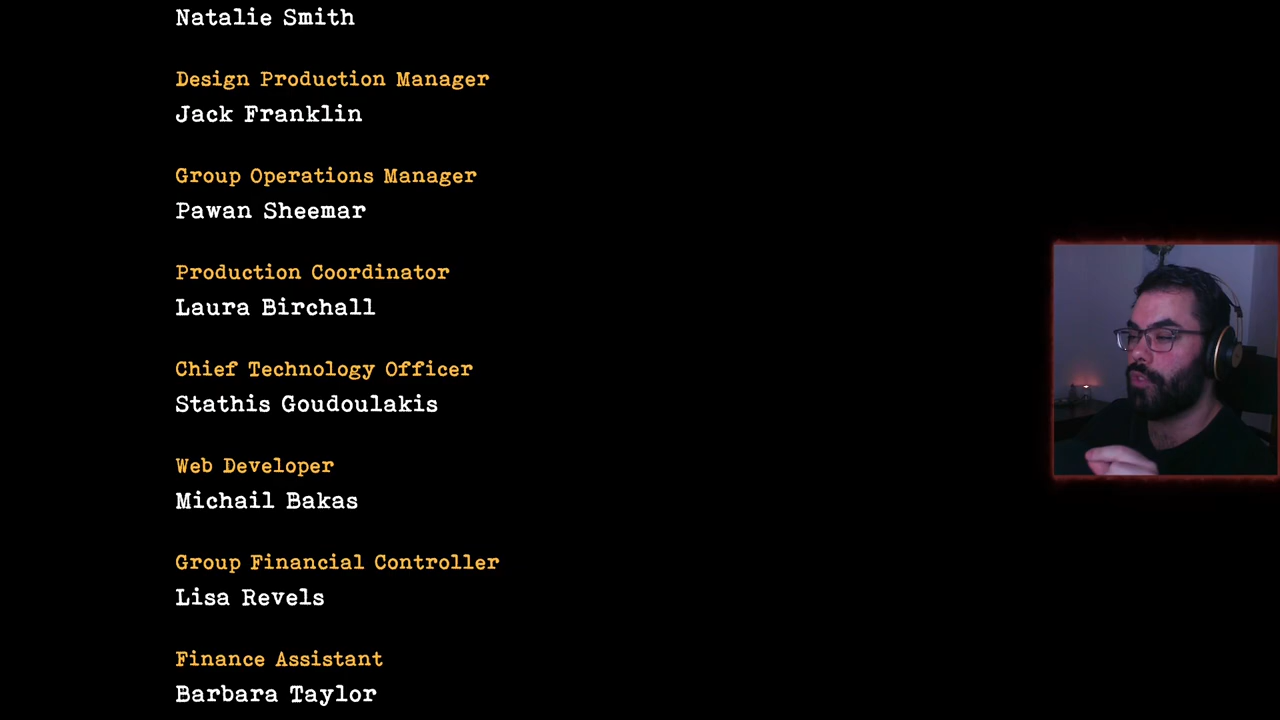 Natalie Smith
Design Production Manager
Jack Franklin
Group Operations Manager
Pawan Sheemar
Production Coordinator
Laura Birchall
Chief Technology Officer
Stathis Goudoulakis
Web Developer
Michail Bakas
Group Financial Controller
Lisa Revels
Finance Assistant
Barbara Taylor